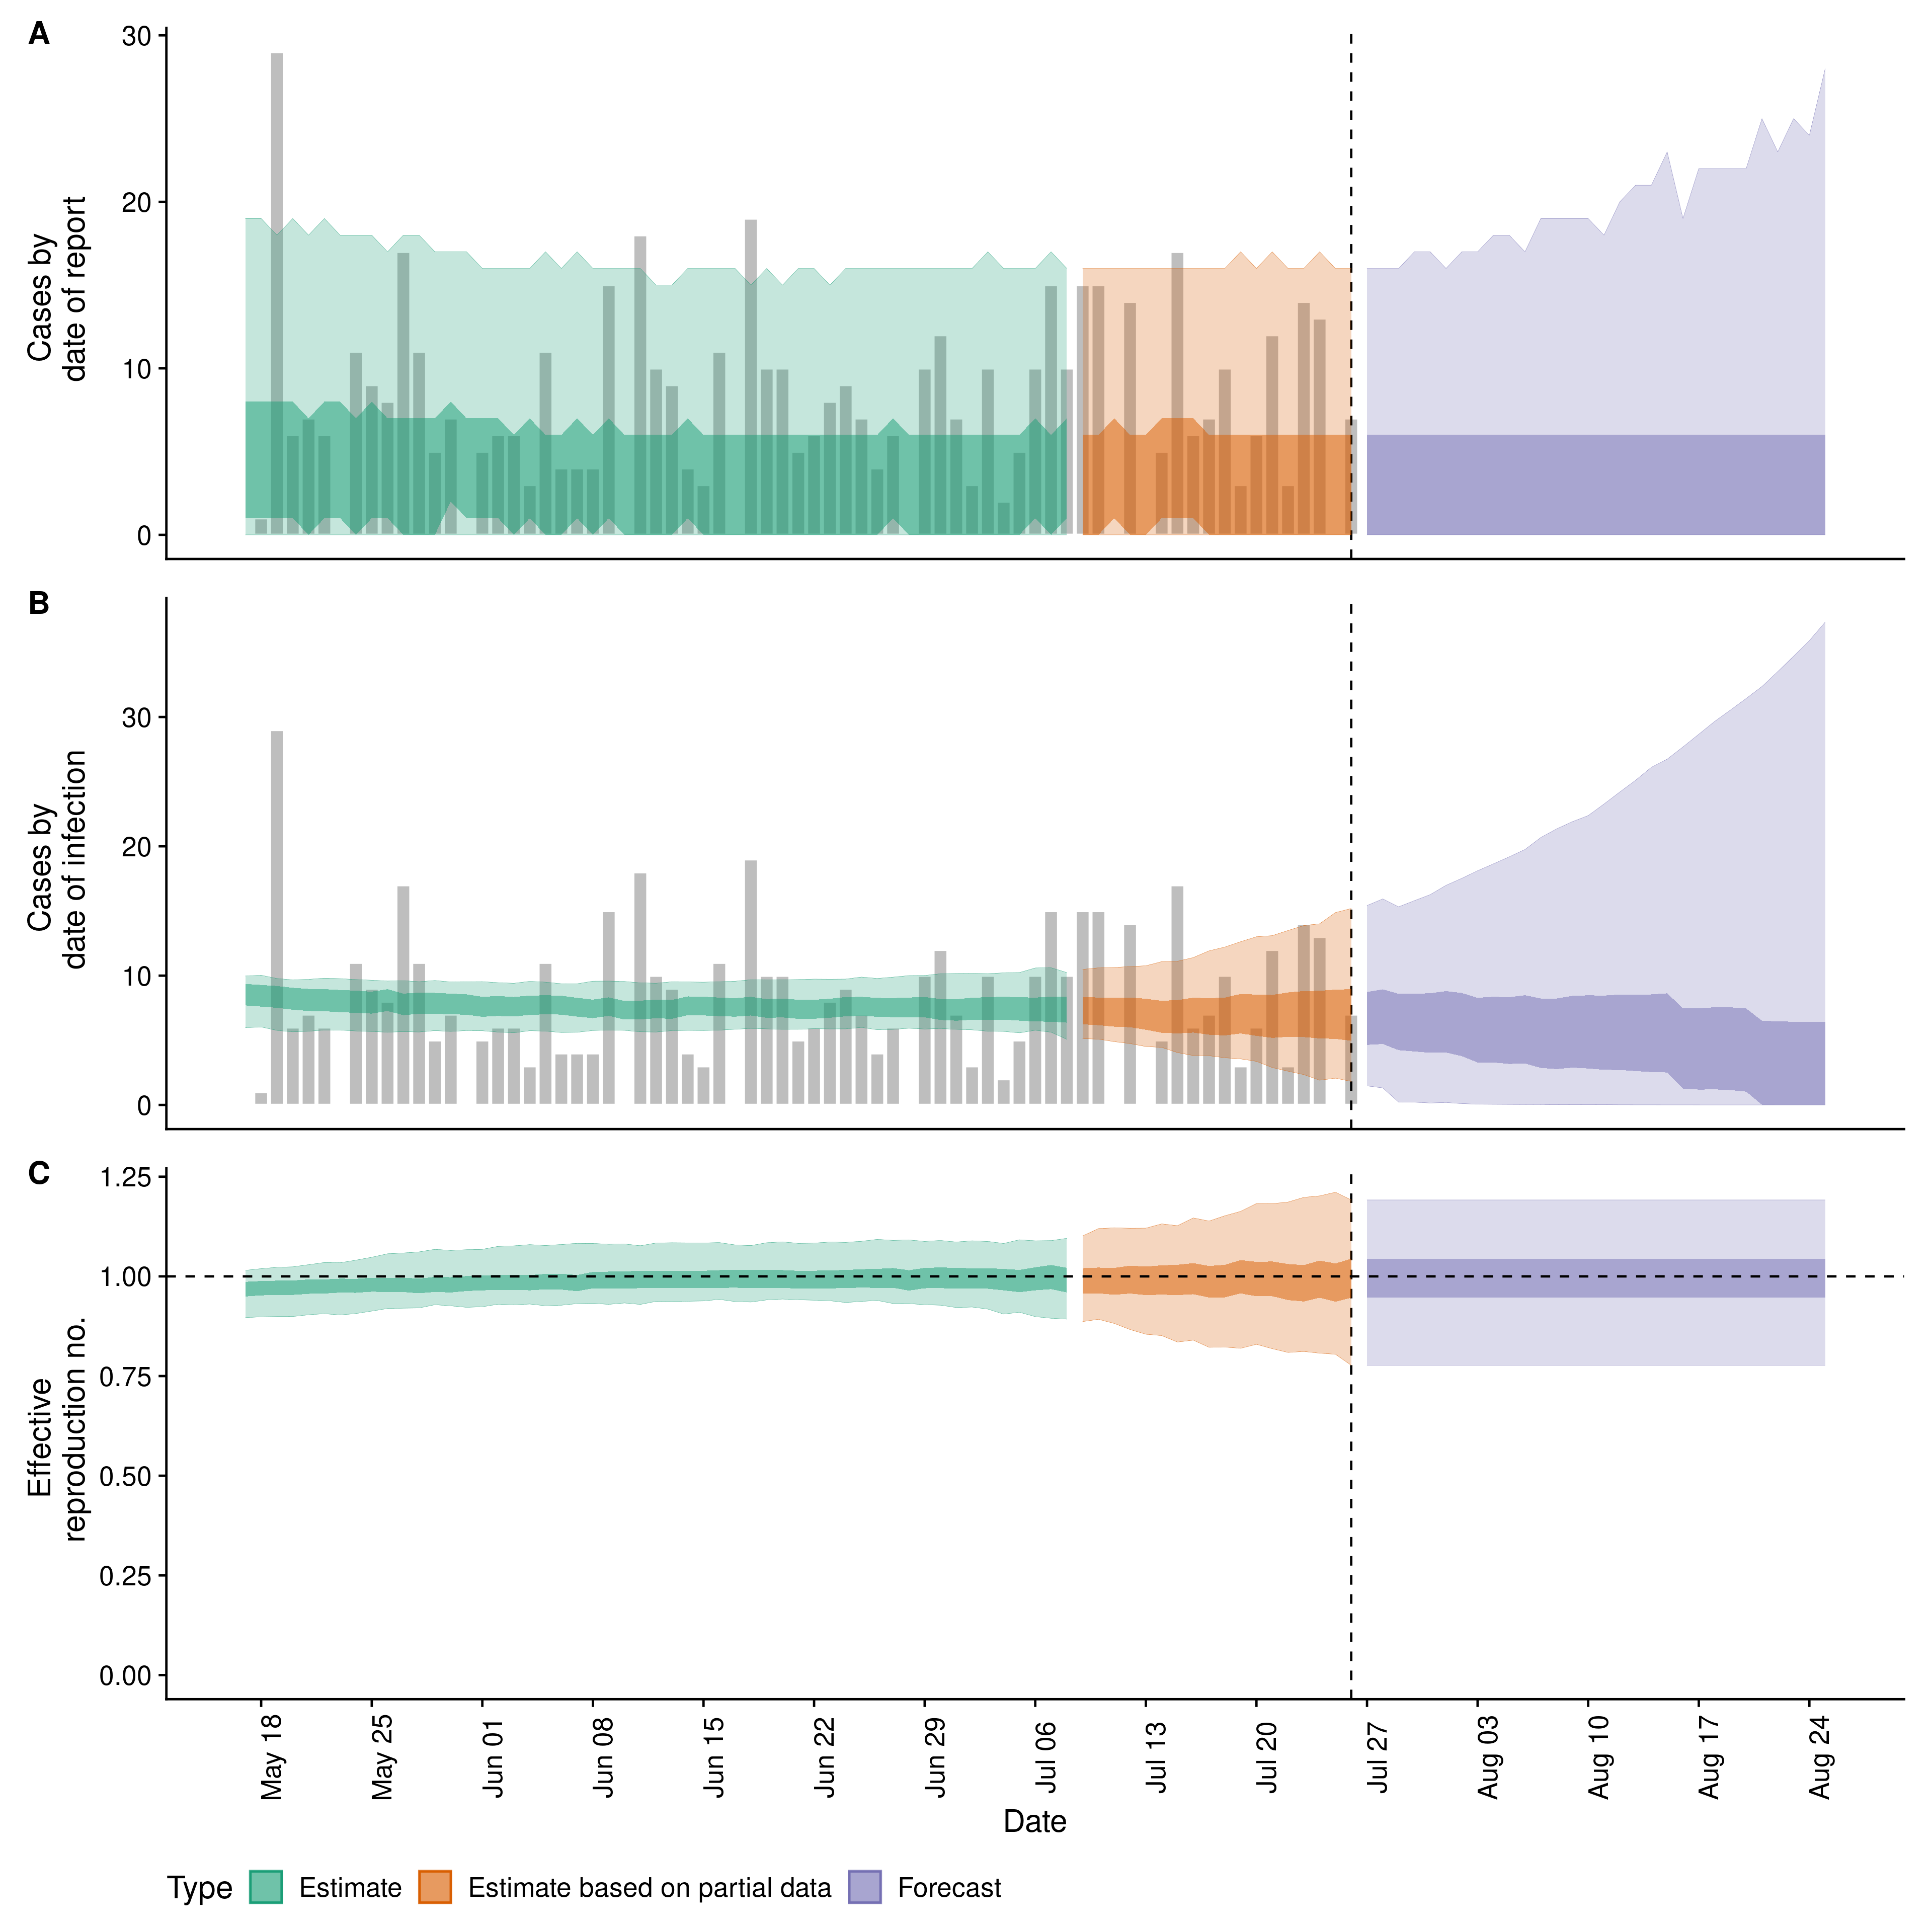 A
30
20
10
0
Cases by
date of report
B
30
20
10
0
Cases by
date of infection
C
1.25
1.00
0.75
0.50
0.25
0.00
Effective
reproduction no.
May 18
May 25
Jun 01
Jun 08
Jun 15
Jun 22
Jun 29
Jul 06
Jul 13
Jul 20
Jul 27
Aug 03
Aug 10
Aug 17
Aug 24
Date
Type Estimate Estimate based on partial data Forecast